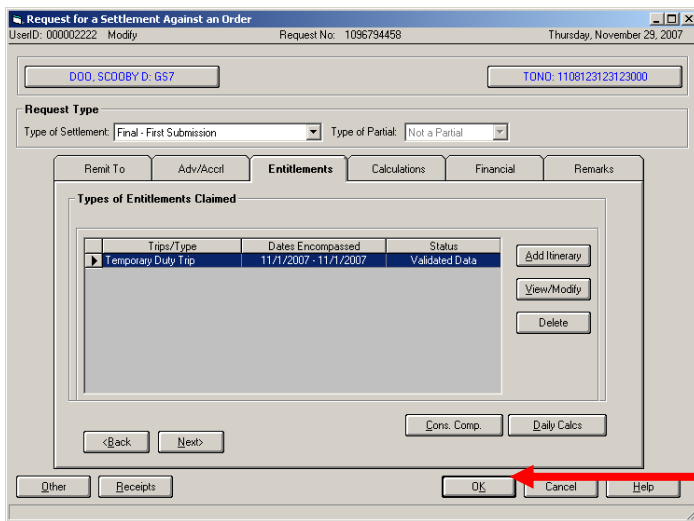 Request for a Settlement Against an Order
UserID: 000002222 Modify Request No: 1096794458 Thursday, November 29, 2007
DOO, SCOOBY D: GS7 TONO: 1108123123123000
Request Type
Type of Settlement: Final - First Submission Type of Partial: Not a Partial
Remit To Adv/Accrl Entitlements Calculations Financial Remarks
Types of Entitlements Claimed
Trips/Type Dates Encompassed Status
Temporary Duty Trip 11/1/2007 - 11/1/2007 Validated Data
Add Itinerary
View/Modify
Delete
Cons. Comp. Daily Calcs
<Back Next>
Other Receipts OK Cancel Help